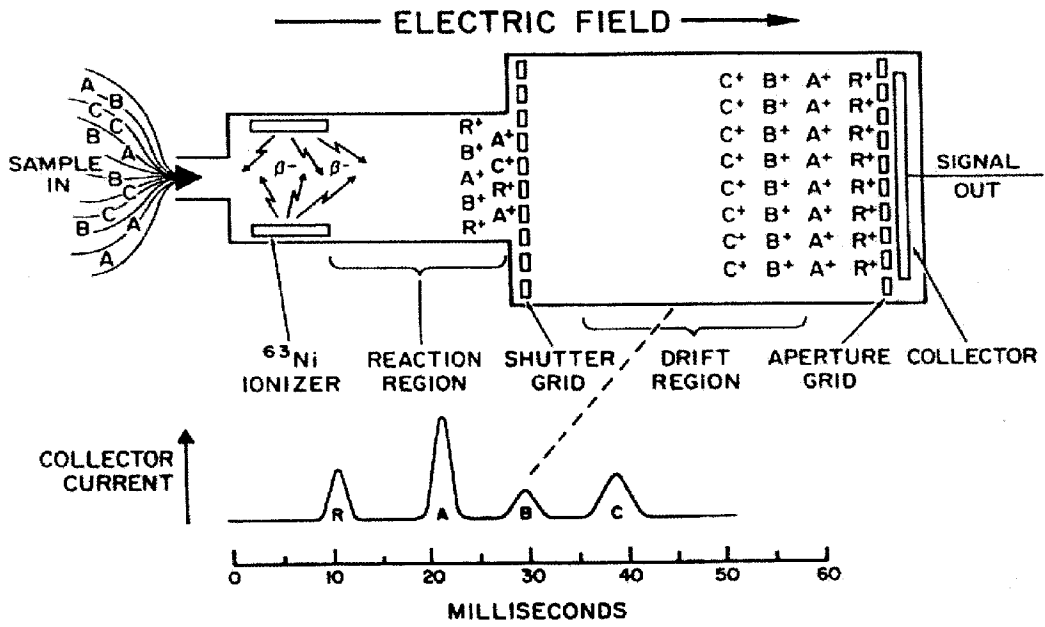 ELECTRIC FIELD
A
B
C
C
B
A
SAMPLE
IN
B
C
C
B
A
A
β- β-
R+
A+
B+
C+
A+
R+
B+
A+
R+
C+ B+ A+ R+
C+ B+ A+ R+
C+ B+ A+ R+
C+ B+ A+ R+
C+ B+ A+ R+
C+ B+ A+ R+
C+ B+ A+ R+
C+ B+ A+ R+
SIGNAL
OUT
63Ni
IONIZER
REACTION
REGION
SHUTTER
GRID
DRIFT
REGION
APERTURE
GRID
COLLECTOR
COLLECTOR
CURRENT
R A B C
0 10 20 30 40 50 60
MILLISECONDS